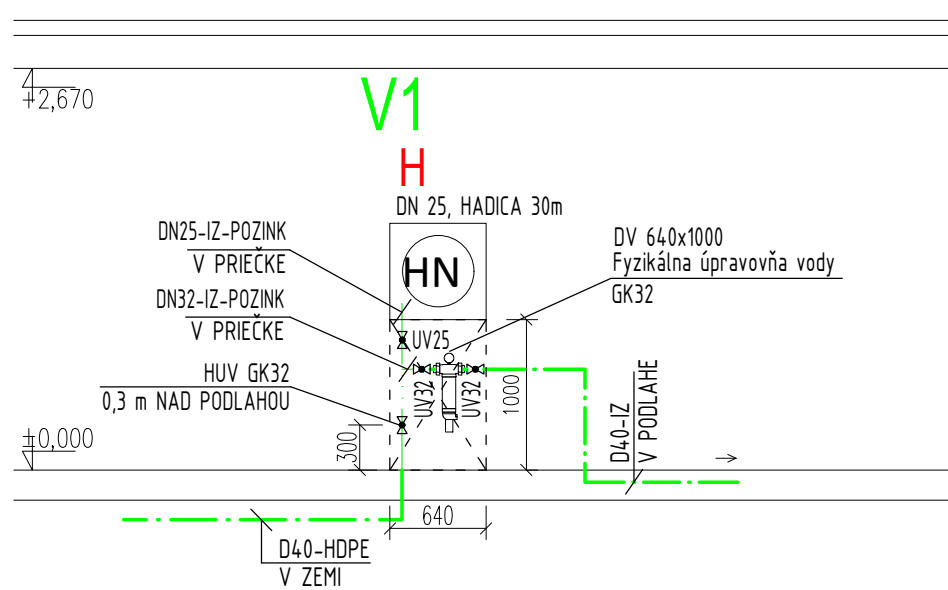 +2,670
V1
H
DN 25, HADICA 30m
DN25-IZ-POZINK
V PRIEČKE
HN
DV 640x1000
Fyzikálna úpravovňa vody
GK32
DN32-IZ-POZINK
V PRIEČKE
UV25
HUV GK32
0,3 m NAD PODLAHOU
UV32
UV32
1000
D40-IZ
V PODLAHE
±0,000
300
640
D40-HDPE
V ZEMI